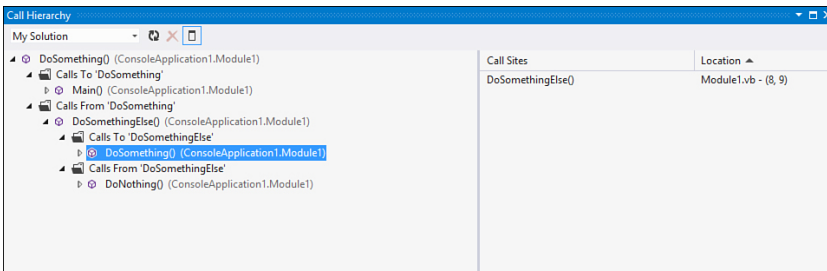 Call Hierarchy
My Solution
DoSomething() (ConsoleApplication1.Module1)
Calls To 'DoSomething'
Main() (ConsoleApplication1.Module1)
Calls From 'DoSomething'
DoSomethingElse() (ConsoleApplication1.Module1)
Calls To 'DoSomethingElse'
DoSomething() (ConsoleApplication1.Module1)
Calls From 'DoSomethingElse'
DoNothing() (ConsoleApplication1.Module1)
Call Sites Location
DoSomethingElse() Module1.vb - (8, 9)